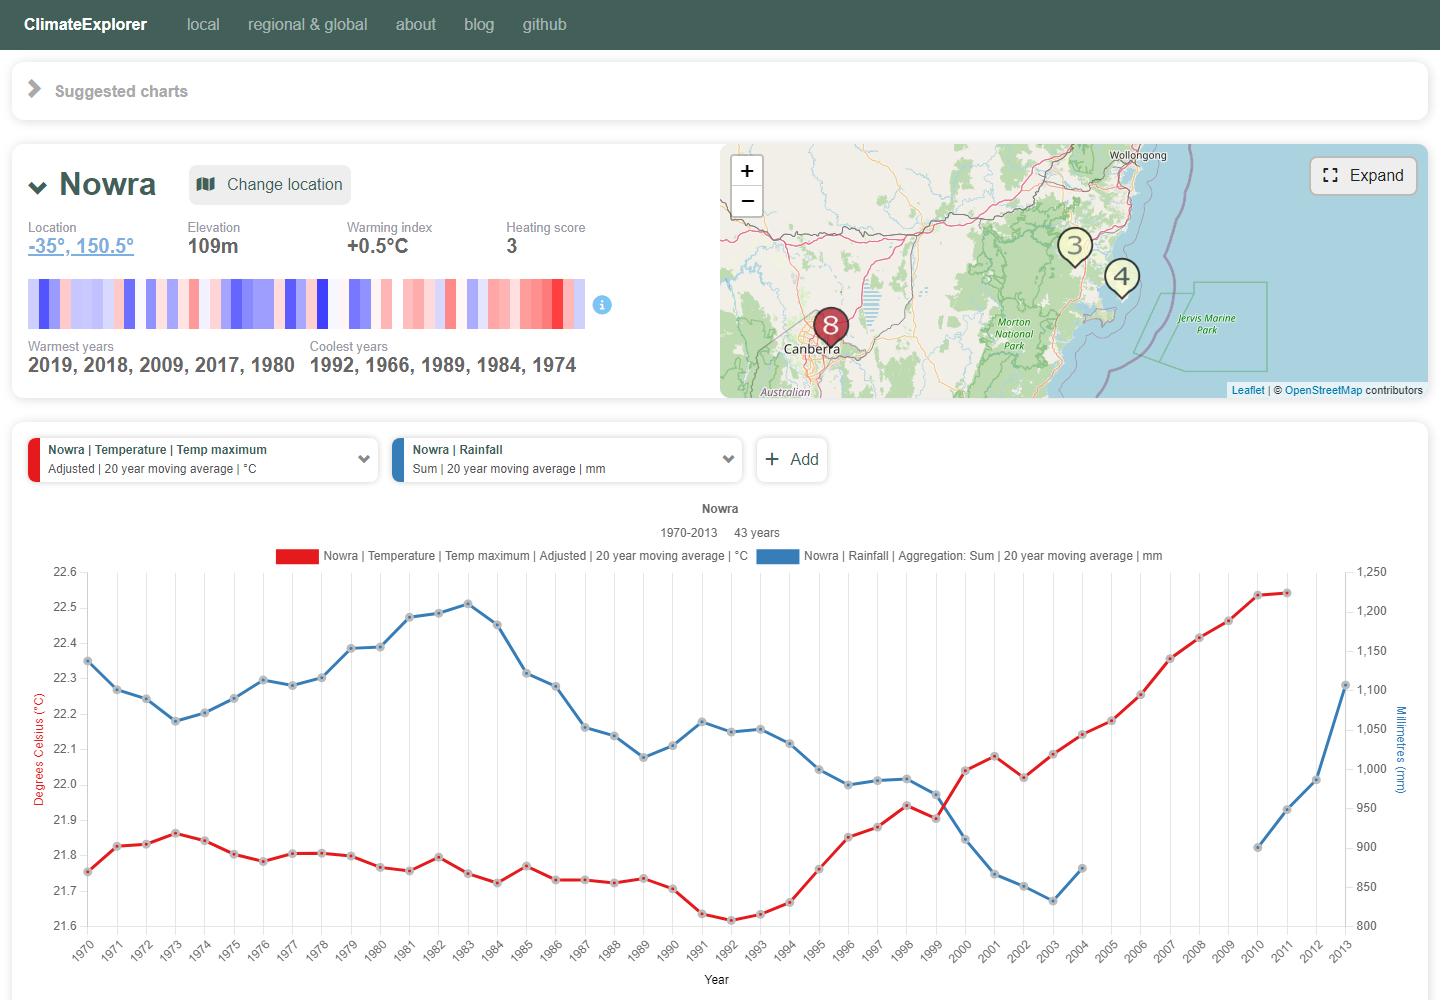 ClimateExplorer local regional & global about blog github
Suggested charts
Nowra Change location
Location Elevation Warming index Heating score
-35°, 150.5° 109m +0.5°C 3
Warmest years Coolest years
2019, 2018, 2009, 2017, 1980 1992, 1966, 1989, 1984, 1974
+
−
Wollongong
Expand
3
4
8
Canberra
Morton
National
Park
Jervis Marine
Park
Australian
Leaflet | © OpenStreetMap contributors
Nowra | Temperature | Temp maximum
Adjusted | 20 year moving average | °C
Nowra | Rainfall
Sum | 20 year moving average | mm
+ Add
Nowra
1970-2013 43 years
Nowra | Temperature | Temp maximum | Adjusted | 20 year moving average | °C Nowra | Rainfall | Aggregation: Sum | 20 year moving average | mm
Degrees Celsius (°C)
22.6
22.5
22.4
22.3
22.2
22.1
22.0
21.9
21.8
21.7
21.6
1,250
1,200
1,150
1,100
1,050
1,000
950
900
850
800
Millimetres (mm)
1970 1971 1972 1973 1974 1975 1976 1977 1978 1979 1980 1981 1982 1983 1984 1985 1986 1987 1988 1989 1990 1991 1992 1993 1994 1995 1996 1997 1998 1999 2000 2001 2002 2003 2004 2005 2006 2007 2008 2009 2010 2011 2012 2013
Year